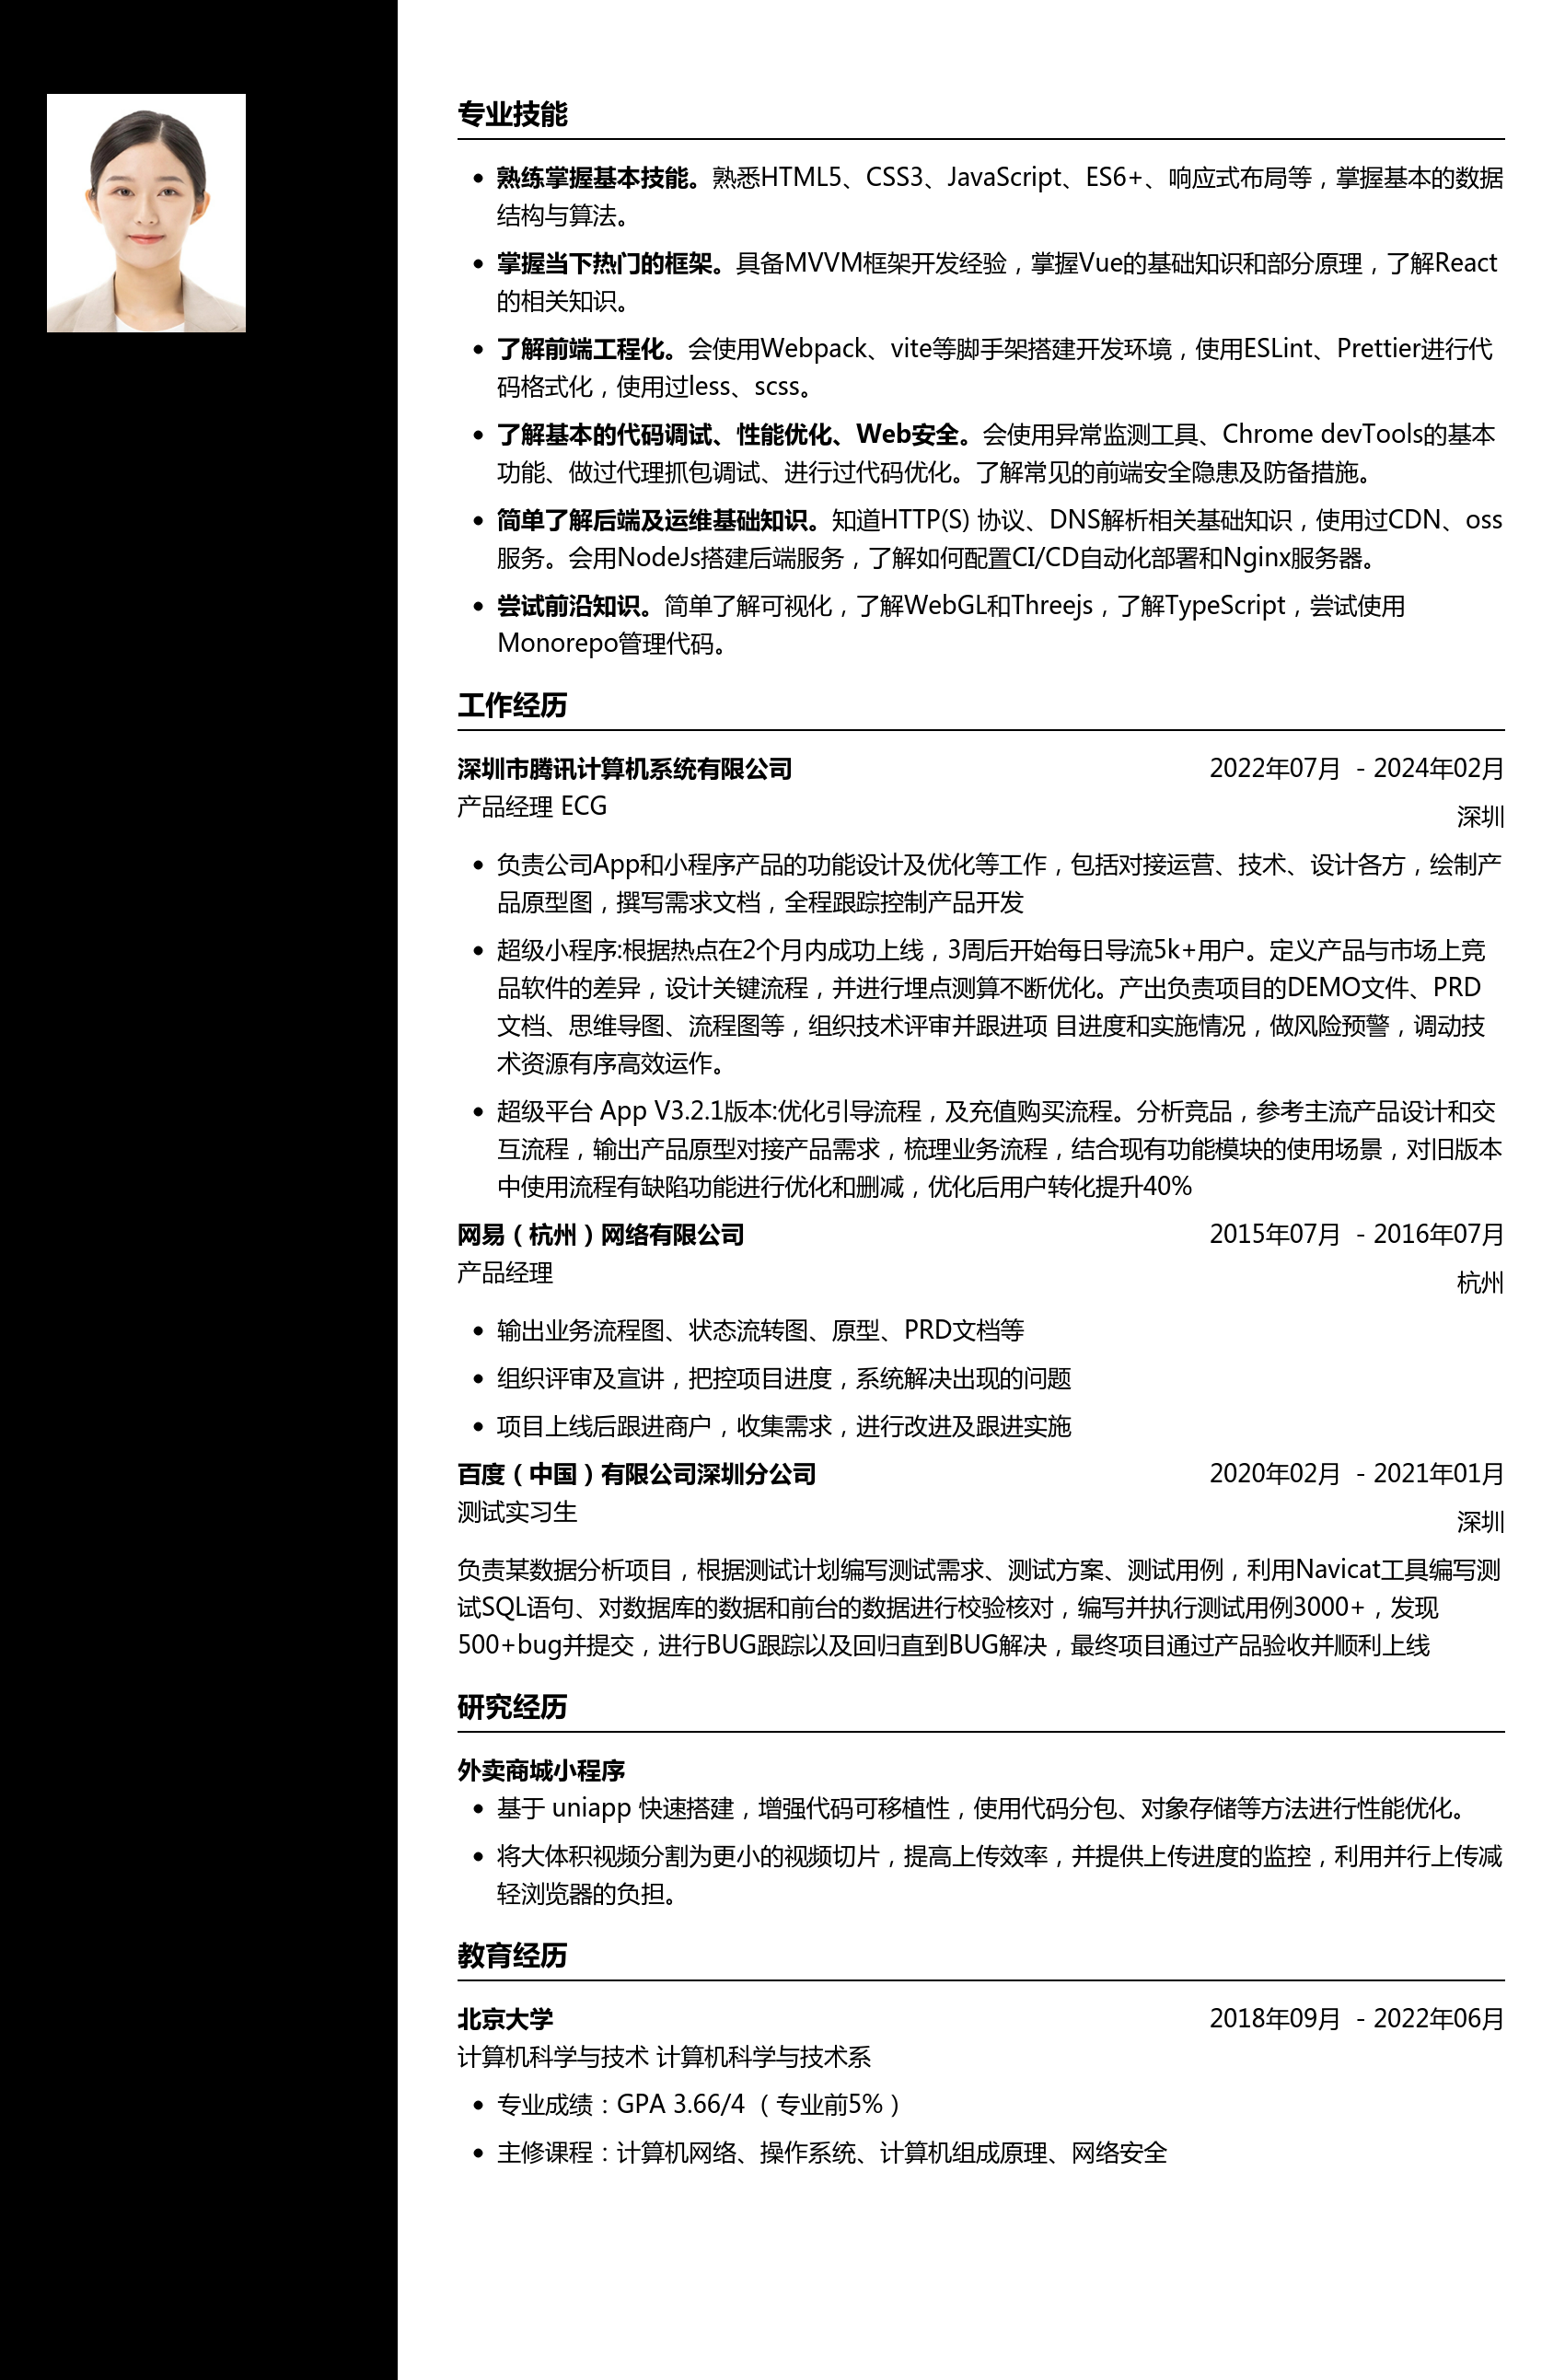 专业技能
熟练掌握基本技能。熟悉HTML5、CSS3、JavaScript、ES6+、响应式布局等，掌握基本的数据
结构与算法。
掌握当下热门的框架。具备MVVM框架开发经验，掌握Vue的基础知识和部分原理，了解React
的相关知识。
了解前端工程化。会使用Webpack、vite等脚手架搭建开发环境，使用ESLint、Prettier进行代
码格式化，使用过less、scss。
了解基本的代码调试、性能优化、Web安全。会使用异常监测工具、Chrome devTools的基本
功能、做过代理抓包调试、进行过代码优化。了解常见的前端安全隐患及防备措施。
简单了解后端及运维基础知识。知道HTTP(S) 协议、DNS解析相关基础知识，使用过CDN、oss
服务。会用NodeJs搭建后端服务，了解如何配置CI/CD自动化部署和Nginx服务器。
尝试前沿知识。简单了解可视化，了解WebGL和Threejs，了解TypeScript，尝试使用
Monorepo管理代码。
工作经历
深圳市腾讯计算机系统有限公司 2022年07月 - 2024年02月
产品经理 ECG 深圳
负责公司App和小程序产品的功能设计及优化等工作，包括对接运营、技术、设计各方，绘制产
品原型图，撰写需求文档，全程跟踪控制产品开发
超级小程序:根据热点在2个月内成功上线，3周后开始每日导流5k+用户。定义产品与市场上竞
品软件的差异，设计关键流程，并进行埋点测算不断优化。产出负责项目的DEMO文件、PRD
文档、思维导图、流程图等，组织技术评审并跟进项 目进度和实施情况，做风险预警，调动技
术资源有序高效运作。
超级平台 App V3.2.1版本:优化引导流程，及充值购买流程。分析竞品，参考主流产品设计和交
互流程，输出产品原型对接产品需求，梳理业务流程，结合现有功能模块的使用场景，对旧版本
中使用流程有缺陷功能进行优化和删减，优化后用户转化提升40%
网易（杭州）网络有限公司 2015年07月 - 2016年07月
产品经理 杭州
输出业务流程图、状态流转图、原型、PRD文档等
组织评审及宣讲，把控项目进度，系统解决出现的问题
项目上线后跟进商户，收集需求，进行改进及跟进实施
百度（中国）有限公司深圳分公司 2020年02月 - 2021年01月
测试实习生 深圳
负责某数据分析项目，根据测试计划编写测试需求、测试方案、测试用例，利用Navicat工具编写测
试SQL语句、对数据库的数据和前台的数据进行校验核对，编写并执行测试用例3000+，发现
500+bug并提交，进行BUG跟踪以及回归直到BUG解决，最终项目通过产品验收并顺利上线
研究经历
外卖商城小程序
基于 uniapp 快速搭建，增强代码可移植性，使用代码分包、对象存储等方法进行性能优化。
将大体积视频分割为更小的视频切片，提高上传效率，并提供上传进度的监控，利用并行上传减
轻浏览器的负担。
教育经历
北京大学 2018年09月 - 2022年06月
计算机科学与技术 计算机科学与技术系
专业成绩：GPA 3.66/4 （专业前5%）
主修课程：计算机网络、操作系统、计算机组成原理、网络安全